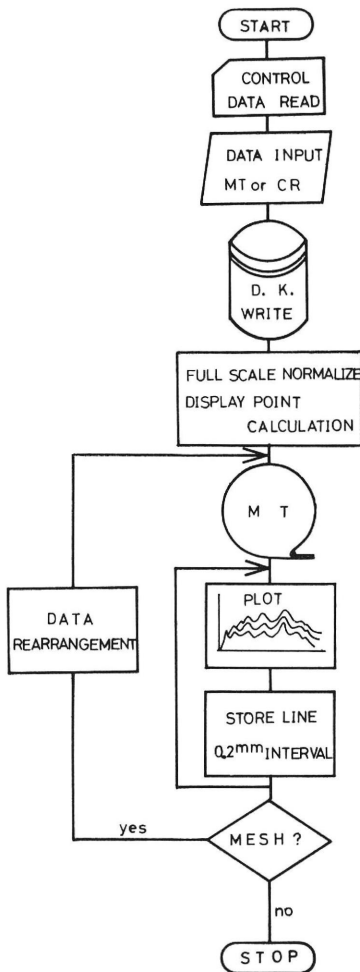 START
CONTROL
DATA READ
DATA INPUT
MT or CR
D. K.
WRITE
FULL SCALE NORMALIZE
DISPLAY POINT
CALCULATION
M T
PLOT
DATA
REARRANGEMENT
STORE LINE
0.2mm INTERVAL
yes
MESH ?
no
STOP